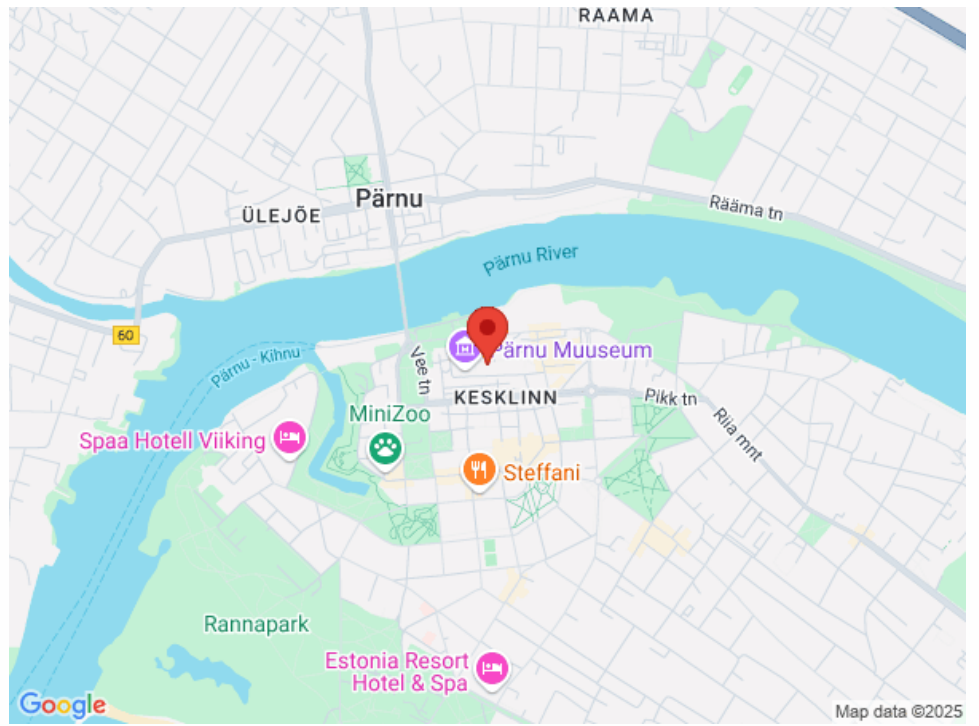 RAAMA
Pärnu
ÜLEJÕE
Rääma tn
Pärnu River
60
Pärnu - Kihnu
Vee tn
Pärnu Muuseum
KESKLINN
Pikk tn
MiniZoo
Riia mnt
Spaa Hotell Viiking
Steffani
Rannapark
Estonia Resort
Hotel & Spa
Google
Map data ©2025